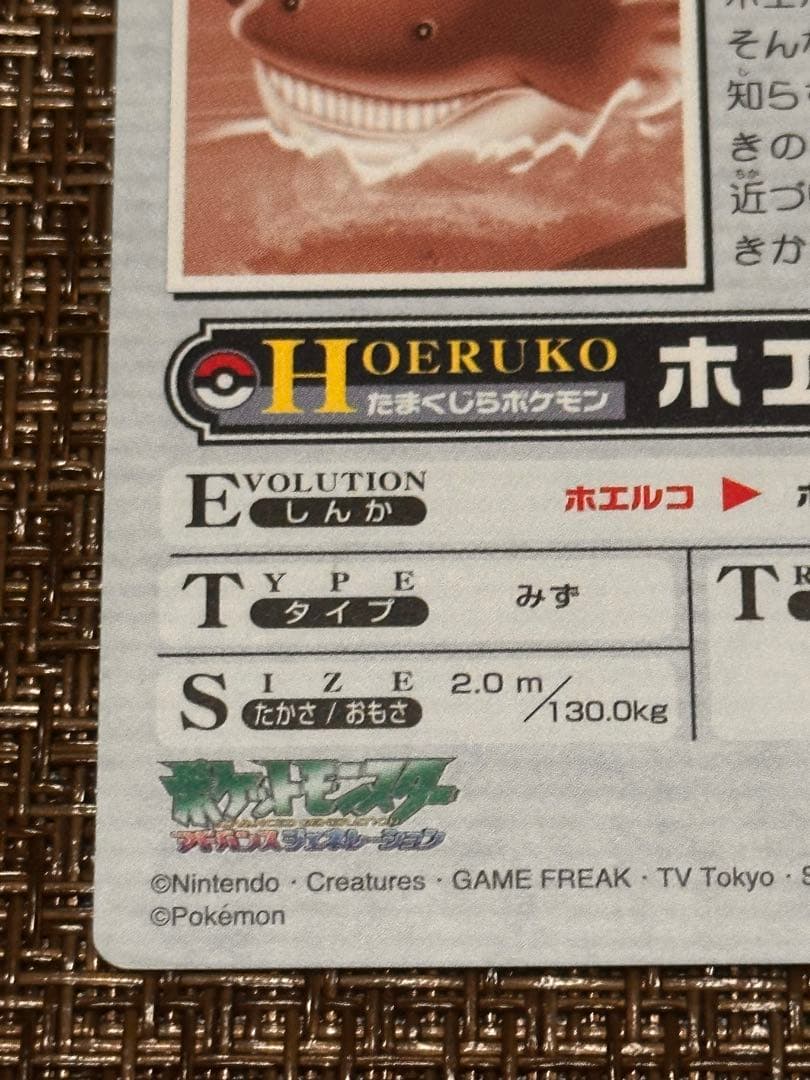 そんな
知らず
きの
近づい
きか
HOERUKO
たまくじらポケモン
ホエ
EVOLUTION
しんか
ホエルコ ▶
TYPE
タイプ
みず
T
SIZE
たかさ / おもさ
2.0 m/130.0kg
ポケットモンスター
ADVANCED GENERATION
アドバンスジェネレーション
©Nintendo · Creatures · GAME FREAK · TV Tokyo · S
©Pokémon